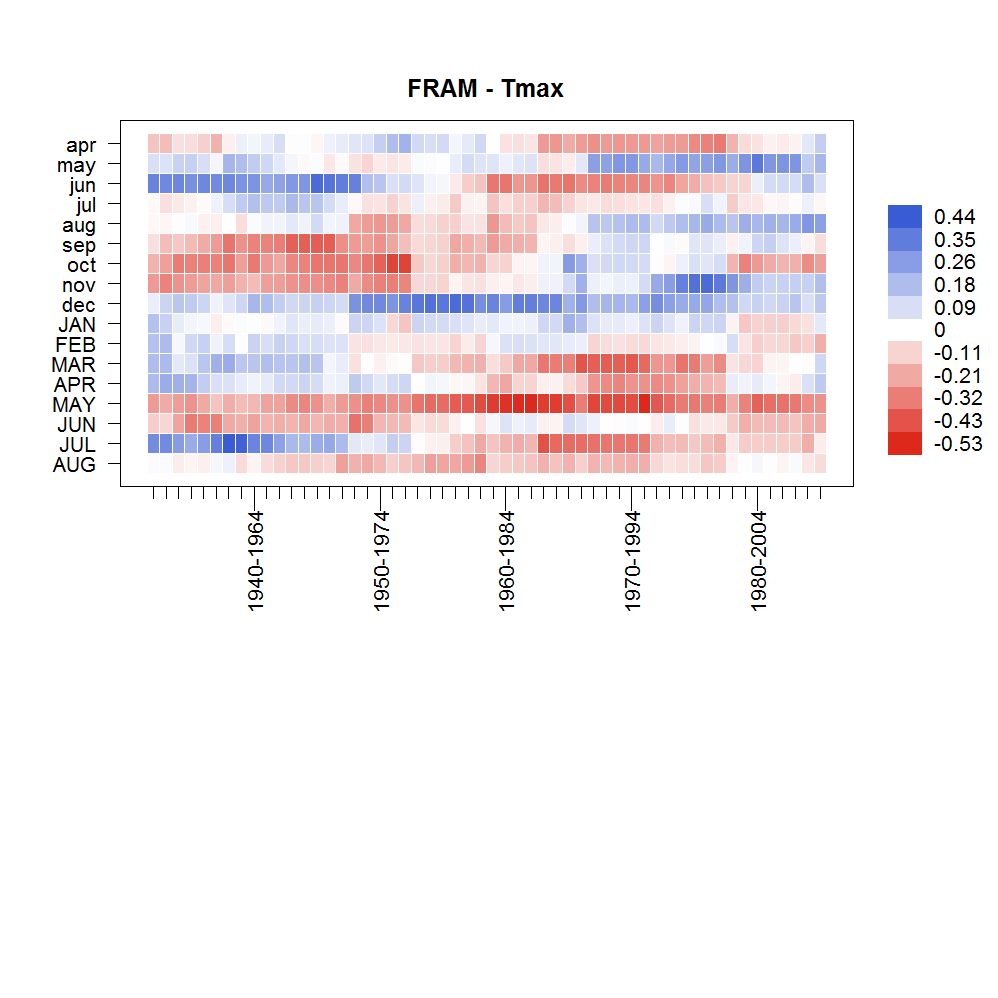 FRAM - Tmax
apr
may
jun
jul
aug
sep
oct
nov
dec
JAN
FEB
MAR
APR
MAY
JUN
JUL
AUG
0.44
0.35
0.26
0.18
0.09
0
-0.11
-0.21
-0.32
-0.43
-0.53
1940-1964
1950-1974
1960-1984
1970-1994
1980-2004